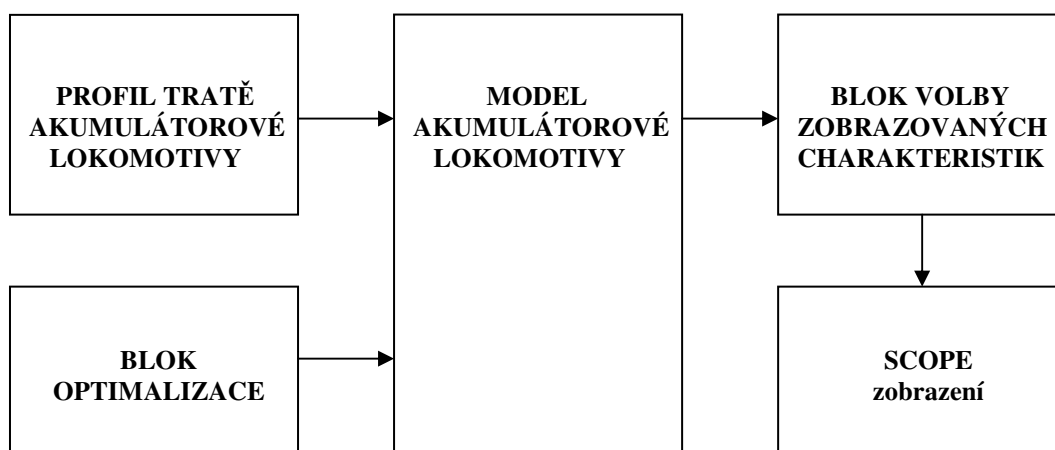 PROFIL TRATĚ
AKUMULÁTOROVÉ
LOKOMOTIVY
MODEL
AKUMULÁTOROVÉ
LOKOMOTIVY
BLOK VOLBY
ZOBRAZOVANÝCH
CHARAKTERISTIK
BLOK
OPTIMALIZACE
SCOPE
zobrazení